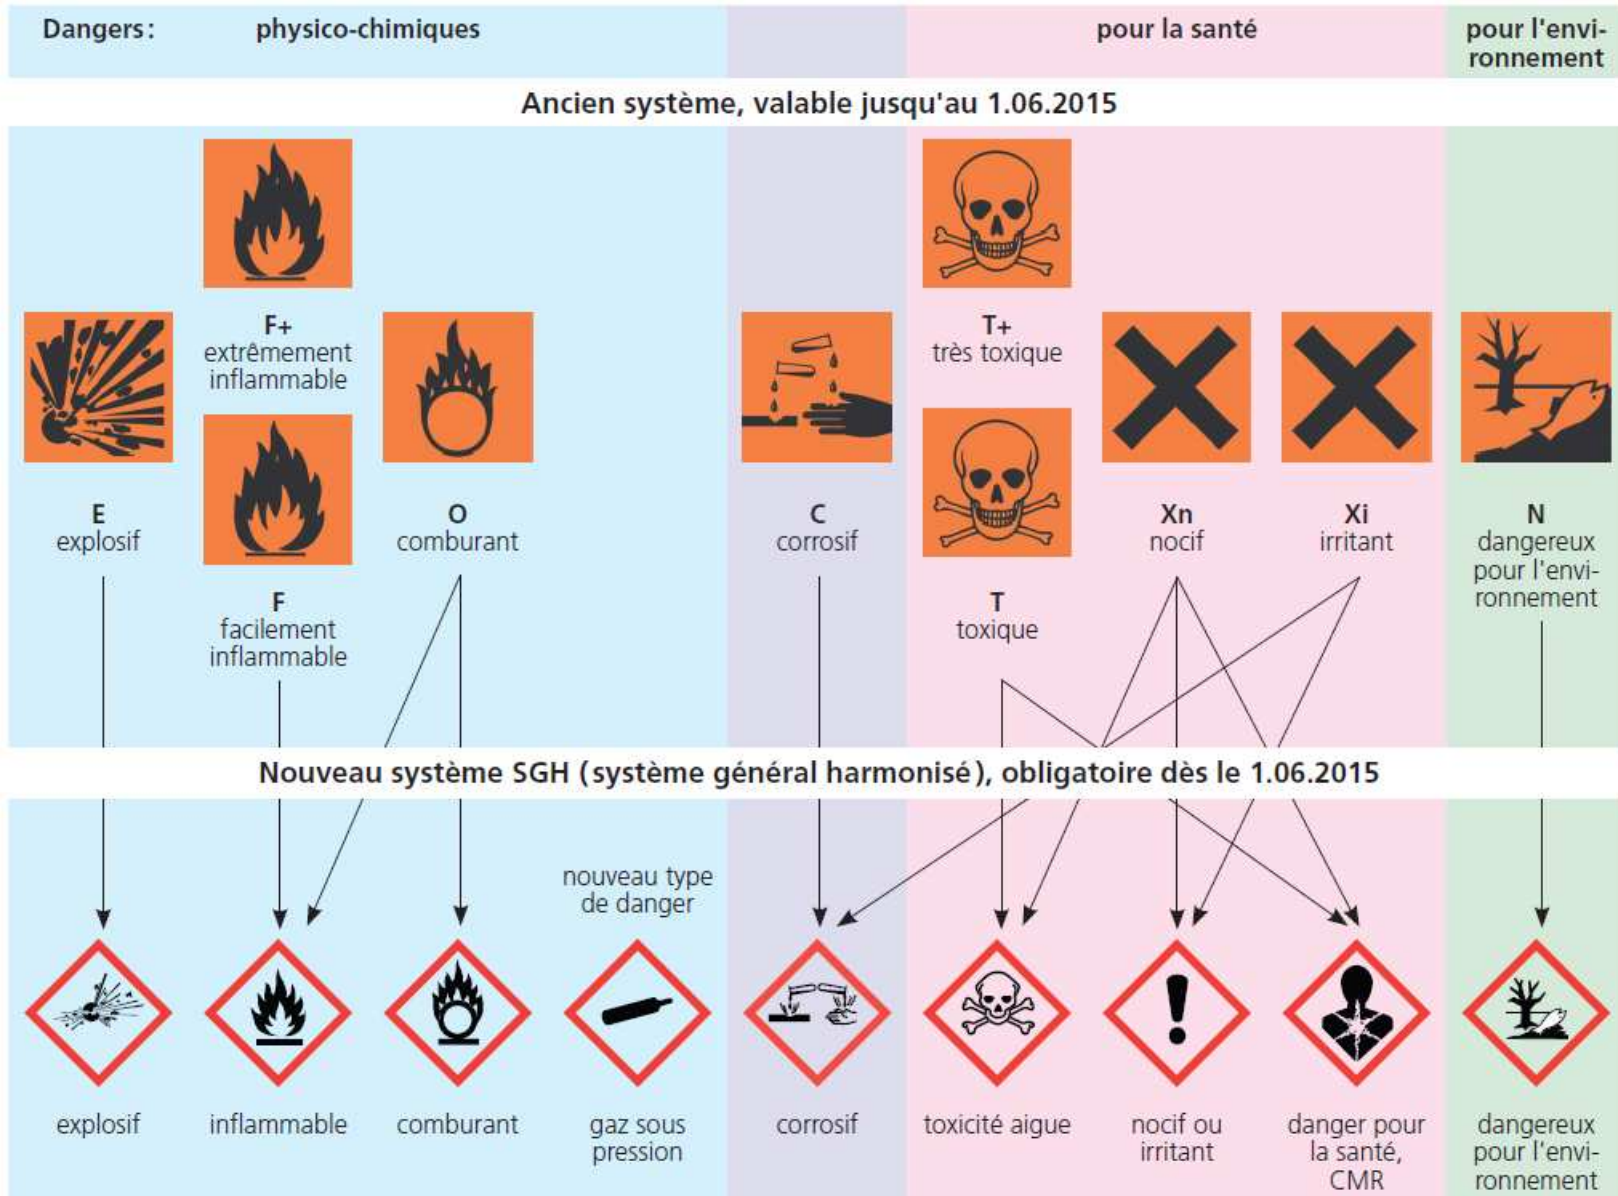 Dangers: physico-chimiques pour la santé pour l'envi-
ronnement
Ancien système, valable jusqu'au 1.06.2015
F+
extrêmement
inflammable
T+
très toxique
E
explosif
O
comburant
C
corrosif
Xn
nocif
Xi
irritant
N
dangereux
pour l'envi-
ronnement
F
facilement
inflammable
T
toxique
Nouveau système SGH (système général harmonisé), obligatoire dès le 1.06.2015
nouveau type
de danger
explosif
inflammable
comburant
gaz sous
pression
corrosif
toxicité aigue
nocif ou
irritant
danger pour
la santé,
CMR
dangereux
pour l'envi-
ronnement